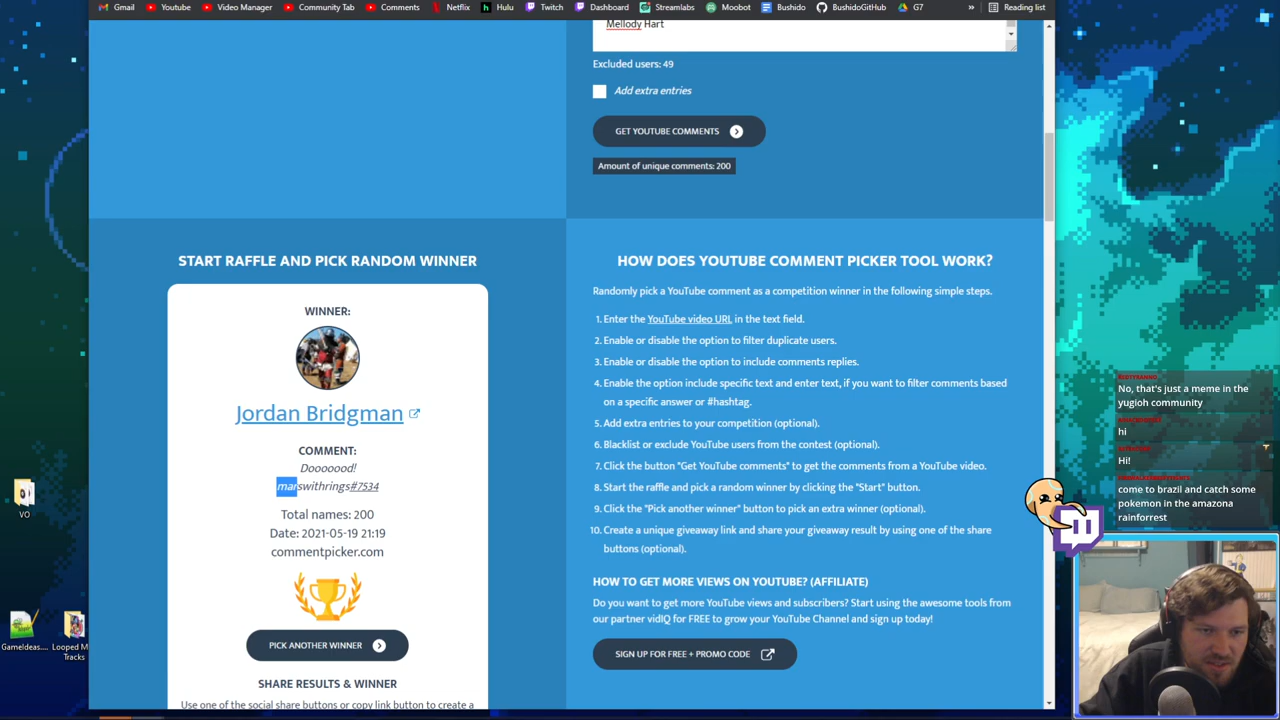 Gmail Youtube Video Manager Community Tab Comments Netflix Hulu Twitch Dashboard Streamlabs Moobot Bushido BushidoGitHub G7 » Reading list
Mellody Hart
Excluded users: 49
Add extra entries
GET YOUTUBE COMMENTS
Amount of unique comments: 200
START RAFFLE AND PICK RANDOM WINNER
WINNER:
Jordan Bridgman
COMMENT:
Dooooood!
marswithrings#7534
Total names: 200
Date: 2021-05-19 21:19
commentpicker.com
PICK ANOTHER WINNER
SHARE RESULTS & WINNER
Use one of the social share buttons or copy link button to create a
HOW DOES YOUTUBE COMMENT PICKER TOOL WORK?
Randomly pick a YouTube comment as a competition winner in the following simple steps.
1. Enter the YouTube video URL in the text field.
2. Enable or disable the option to filter duplicate users.
3. Enable or disable the option to include comments replies.
4. Enable the option include specific text and enter text, if you want to filter comments based
on a specific answer or #hashtag.
5. Add extra entries to your competition (optional).
6. Blacklist or exclude YouTube users from the contest (optional).
7. Click the button "Get YouTube comments" to get the comments from a YouTube video.
8. Start the raffle and pick a random winner by clicking the "Start" button.
9. Click the "Pick another winner" button to pick an extra winner (optional).
10. Create a unique giveaway link and share your giveaway result by using one of the share
buttons (optional).
HOW TO GET MORE VIEWS ON YOUTUBE? (AFFILIATE)
Do you want to get more YouTube views and subscribers? Start using the awesome tools from
our partner vidIQ for FREE to grow your YouTube Channel and sign up today!
SIGN UP FOR FREE + PROMO CODE
No, that's just a meme in the
yugioh community
hi
Hi!
come to brazil and catch some
pokemon in the amazona
rainforrest
VO
GameIdeas....
Looped M...
Tracks